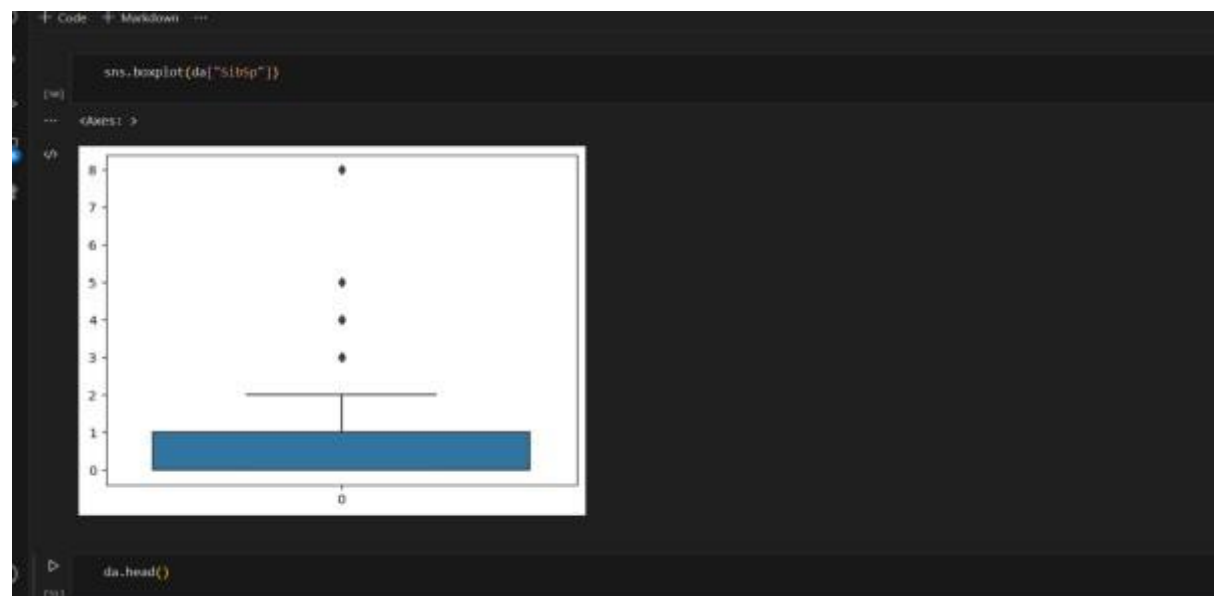 + Code + Markdown ...
sns.boxplot(da["SibSp"])
... <Axes: >
8
7
6
5
4
3
2
1
0
0
da.head()